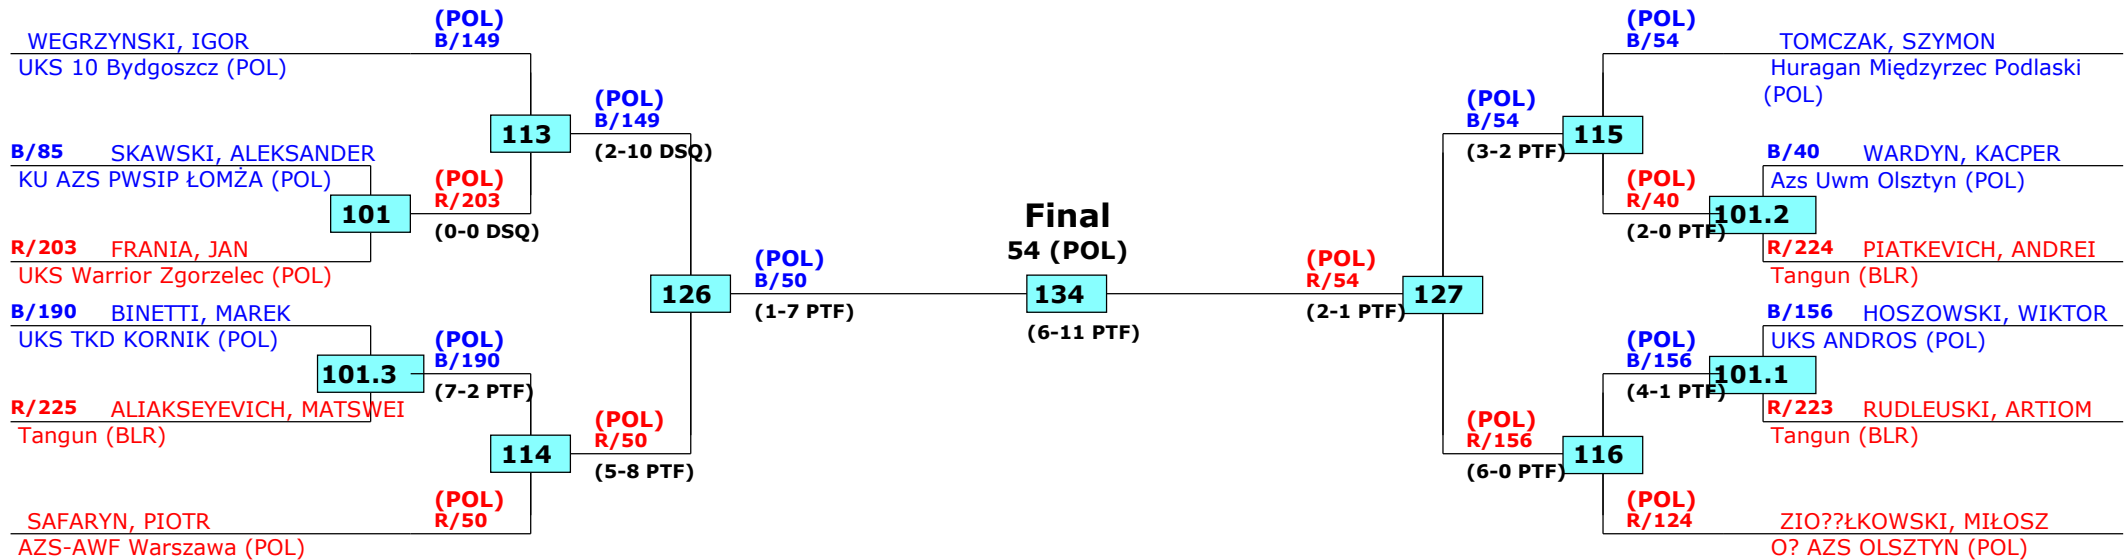 (POL)
WEGRZYNSKI, IGOR B/149
UKS 10 Bydgoszcz (POL)
(POL)
113 B/149
(2-10 DSQ)
B/85 SKAWSKI, ALEKSANDER
KU AZS PWSIP ŁOMŻA (POL)
(POL)
101 R/203
(0-0 DSQ)
R/203 FRANIA, JAN
UKS Warrior Zgorzelec (POL)
(POL)
126 B/50
(1-7 PTF)
B/190 BINETTI, MAREK
UKS TKD KORNIK (POL)
(POL)
101.3 B/190
(7-2 PTF)
R/225 ALIAKSEYEVICH, MATSWEI
Tangun (BLR)
(POL)
114 R/50
(5-8 PTF)
(POL)
SAFARYN, PIOTR R/50
AZS-AWF Warszawa (POL)
Final
54 (POL)
134
(6-11 PTF)
(POL)
B/54 TOMCZAK, SZYMON
Huragan Międzyrzec Podlaski
(POL)
(POL)
B/54 115
(3-2 PTF)
B/40 WARDYN, KACPER
Azs Uwm Olsztyn (POL)
(POL)
R/40 101.2
(2-0 PTF)
R/224 PIATKEVICH, ANDREI
Tangun (BLR)
(POL)
R/54 127
(2-1 PTF)
B/156 HOSZOWSKI, WIKTOR
UKS ANDROS (POL)
(POL)
B/156 101.1
(4-1 PTF)
R/223 RUDLEUSKI, ARTIOM
Tangun (BLR)
(POL)
R/156 116
(6-0 PTF)
(POL)
R/124 ZIO??ŁKOWSKI, MIŁOSZ
O? AZS OLSZTYN (POL)